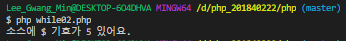 Lee_Gwang_Min@DESKTOP-6O4DHVA MINGW64 /d/php_201840222/php (master)
$ php while02.php
소스에 $ 기호가 5 있어요.